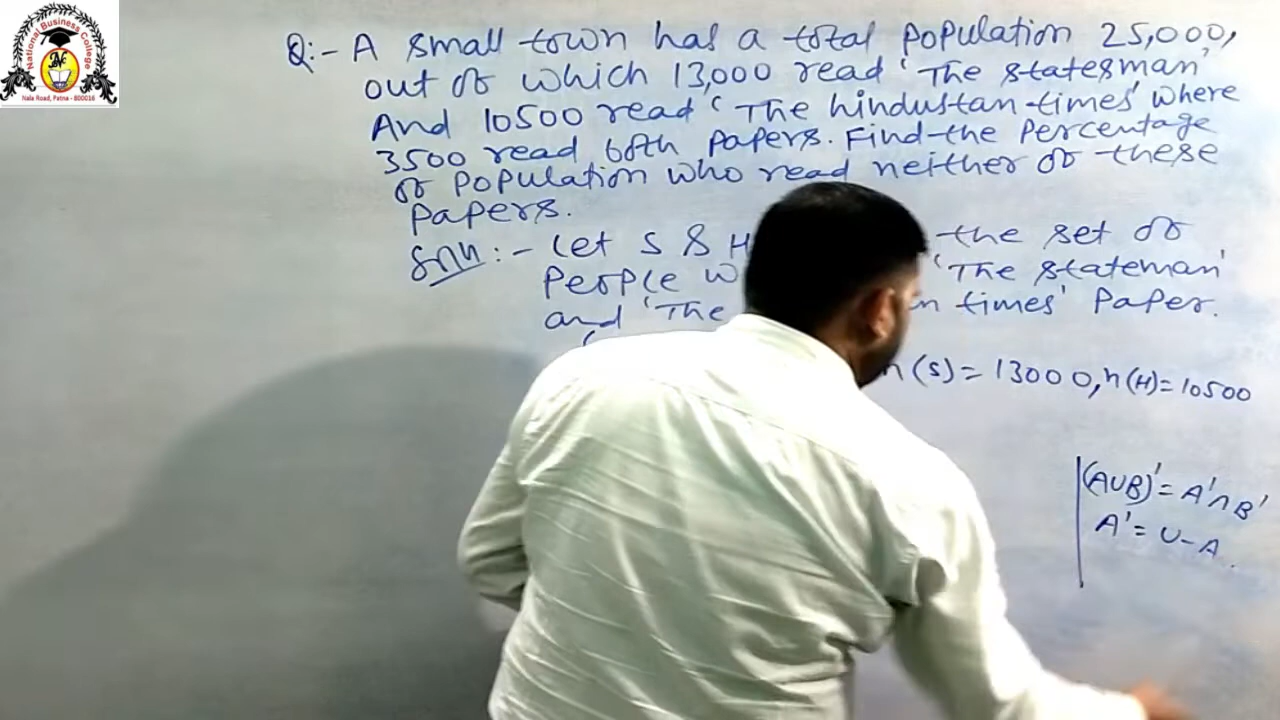 National Business College
Nala Road, Patna - 800016
Q:- A small town has a total population 25,000,
out of which 13,000 read 'The statesman'
And 10500 read 'The hindustan times' where
3500 read both papers. Find the percentage
of population who read neither of these
papers.
Soln:- Let S & H the set of
people 'The stateman'
and 'The times' paper.
n(S) = 13000, n(H) = 10500
(A∪B)' = A'∩B'
A' = U-A.